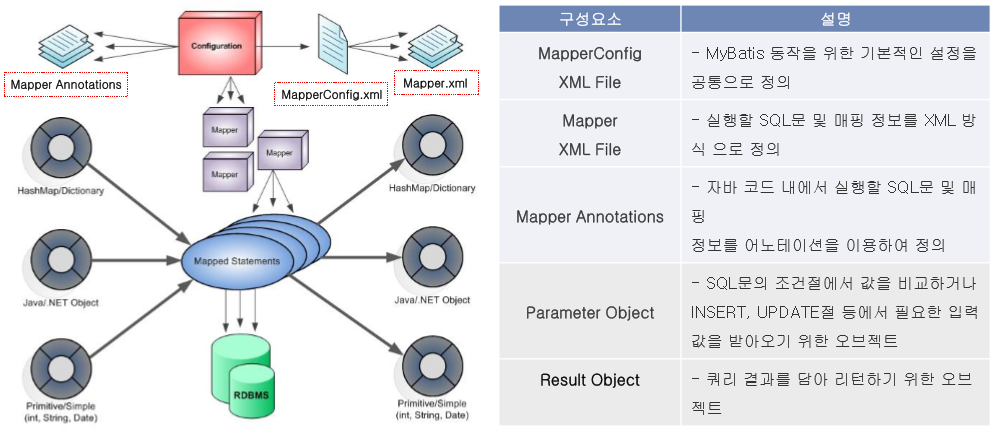 Configuration
Mapper Annotations
MapperConfig.xml
Mapper.xml
Mapper
Mapper
Mapper
HashMap/Dictionary
HashMap/Dictionary
Mapped Statements
Java/.NET Object
Java/.NET Object
RDBMS
Primitive/Simple
(int, String, Date)
Primitive/Simple
(int, String, Date)
구성요소 설명
MapperConfig
XML File
- MyBatis 동작을 위한 기본적인 설정을
공통으로 정의
Mapper
XML File
- 실행할 SQL문 및 매핑 정보를 XML 방
식 으로 정의
Mapper Annotations
- 자바 코드 내에서 실행할 SQL문 및 매
핑
정보를 어노테이션을 이용하여 정의
Parameter Object
- SQL문의 조건절에서 값을 비교하거나
INSERT, UPDATE절 등에서 필요한 입력
값을 받아오기 위한 오브젝트
Result Object
- 쿼리 결과를 담아 리턴하기 위한 오브
젝트